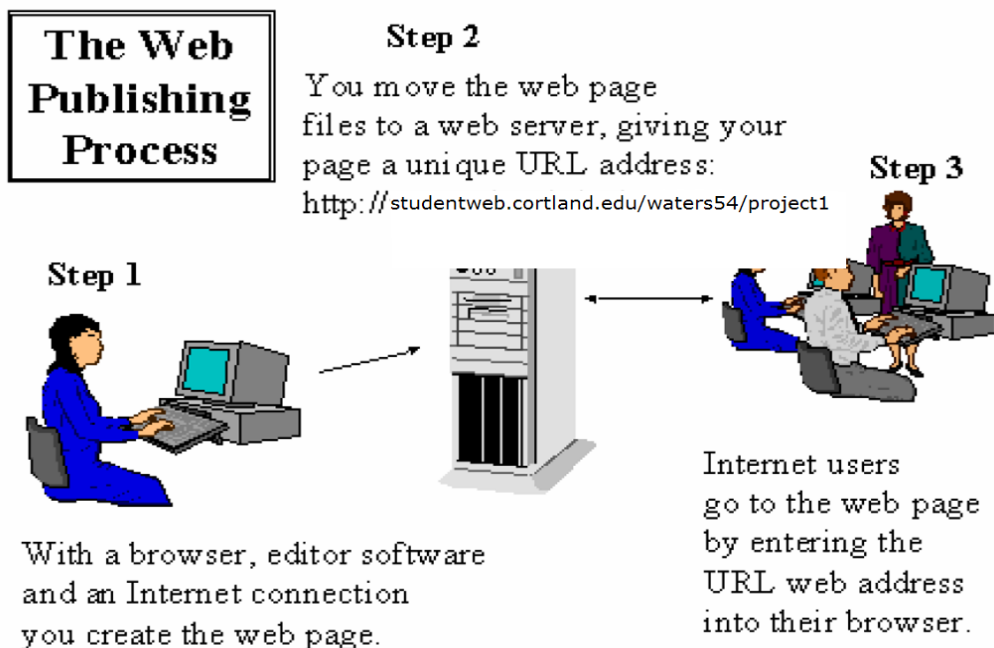 The Web
Publishing
Process
Step 1
With a browser, editor software
and an Internet connection
you create the web page.
Step 2
You move the web page
files to a web server, giving your
page a unique URL address:
http://studentweb.cortland.edu/waters54/project1
Step 3
Internet users
go to the web page
by entering the
URL web address
into their browser.